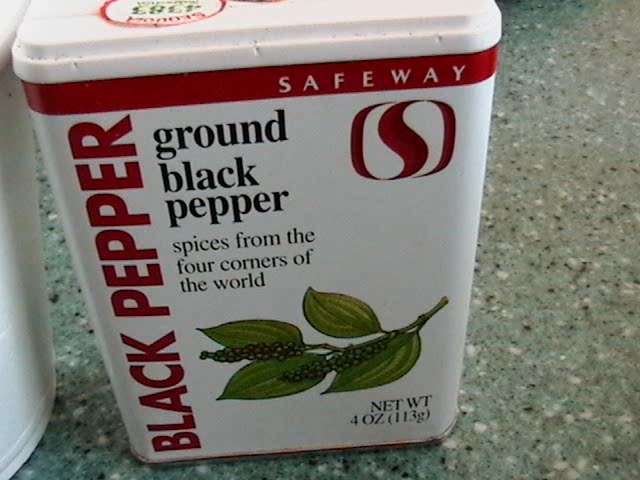 4383
SAFEWAY
BLACK PEPPER
ground
black
pepper
spices from the
four corners of
the world
NET WT
4 OZ (113g)